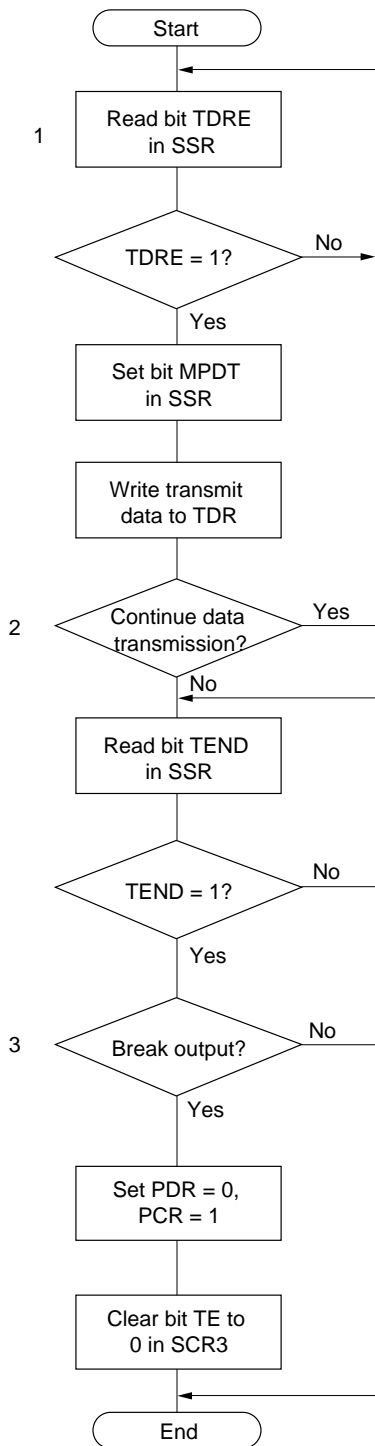 Start
1
Read bit TDRE
in SSR
TDRE = 1?
No
Yes
Set bit MPDT
in SSR
Write transmit
data to TDR
2
Continue data
transmission?
Yes
No
Read bit TEND
in SSR
TEND = 1?
No
Yes
3
Break output?
No
Yes
Set PDR = 0,
PCR = 1
Clear bit TE to
0 in SCR3
End